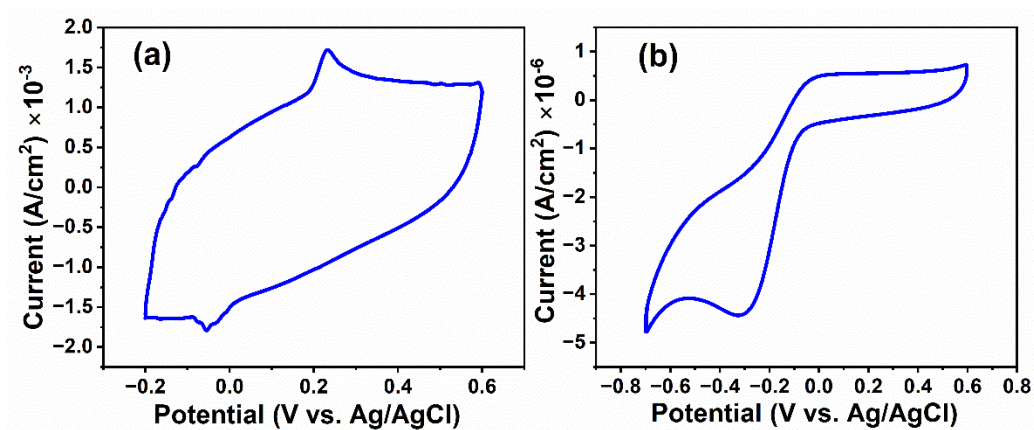 (a)
Current (A/cm²) ×10⁻³
2.0
1.5
1.0
0.5
0.0
−0.5
−1.0
−1.5
−2.0
−0.2 0.0 0.2 0.4 0.6
Potential (V vs. Ag/AgCl)
(b)
Current (A/cm²) ×10⁻⁶
1
0
−1
−2
−3
−4
−5
−0.8 −0.6 −0.4 −0.2 0.0 0.2 0.4 0.6 0.8
Potential (V vs. Ag/AgCl)